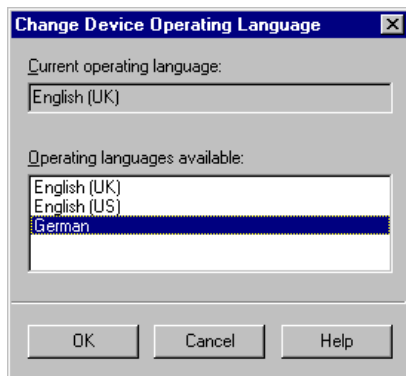 Change Device Operating Language
Current operating language:
English (UK)
Operating languages available:
English (UK)
English (US)
German
OK
Cancel
Help